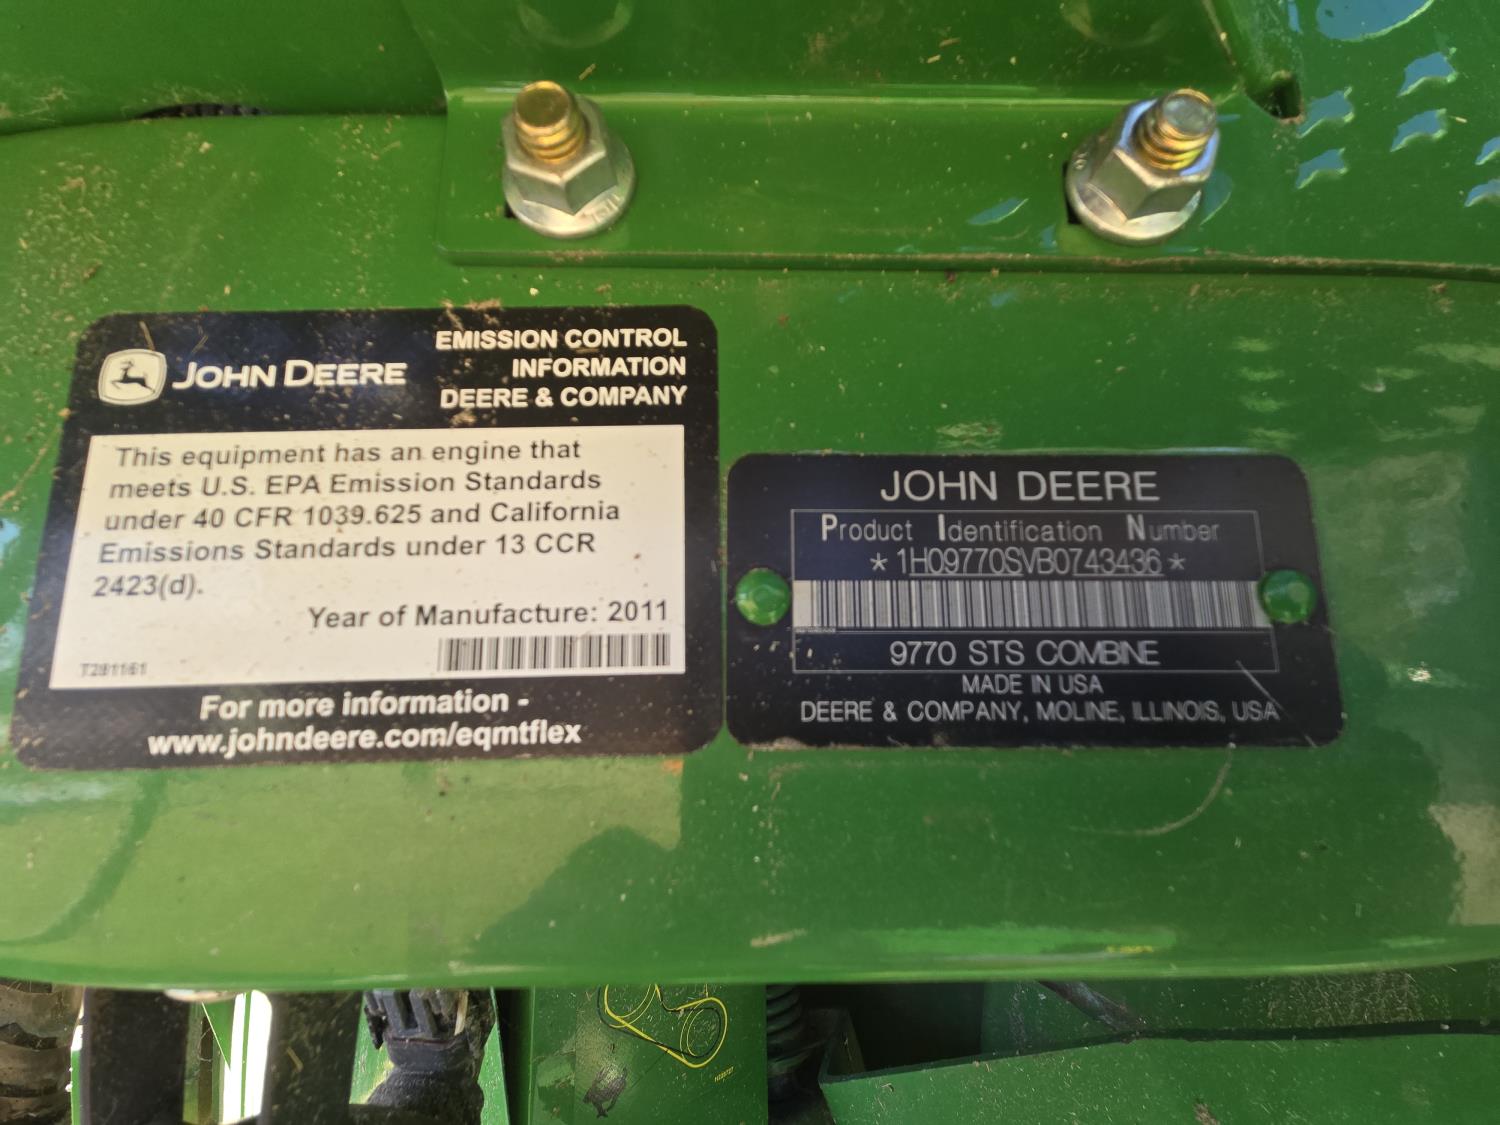 JOHN DEERE
EMISSION CONTROL
INFORMATION
DEERE & COMPANY
This equipment has an engine that
meets U.S. EPA Emission Standards
under 40 CFR 1039.625 and California
Emissions Standards under 13 CCR
2423(d).
Year of Manufacture: 2011
T281161
For more information -
www.johndeere.com/eqmtflex
JOHN DEERE
Product Identification Number
*1H09770SVB0743436*
9770 STS COMBINE
MADE IN USA
DEERE & COMPANY, MOLINE, ILLINOIS, USA